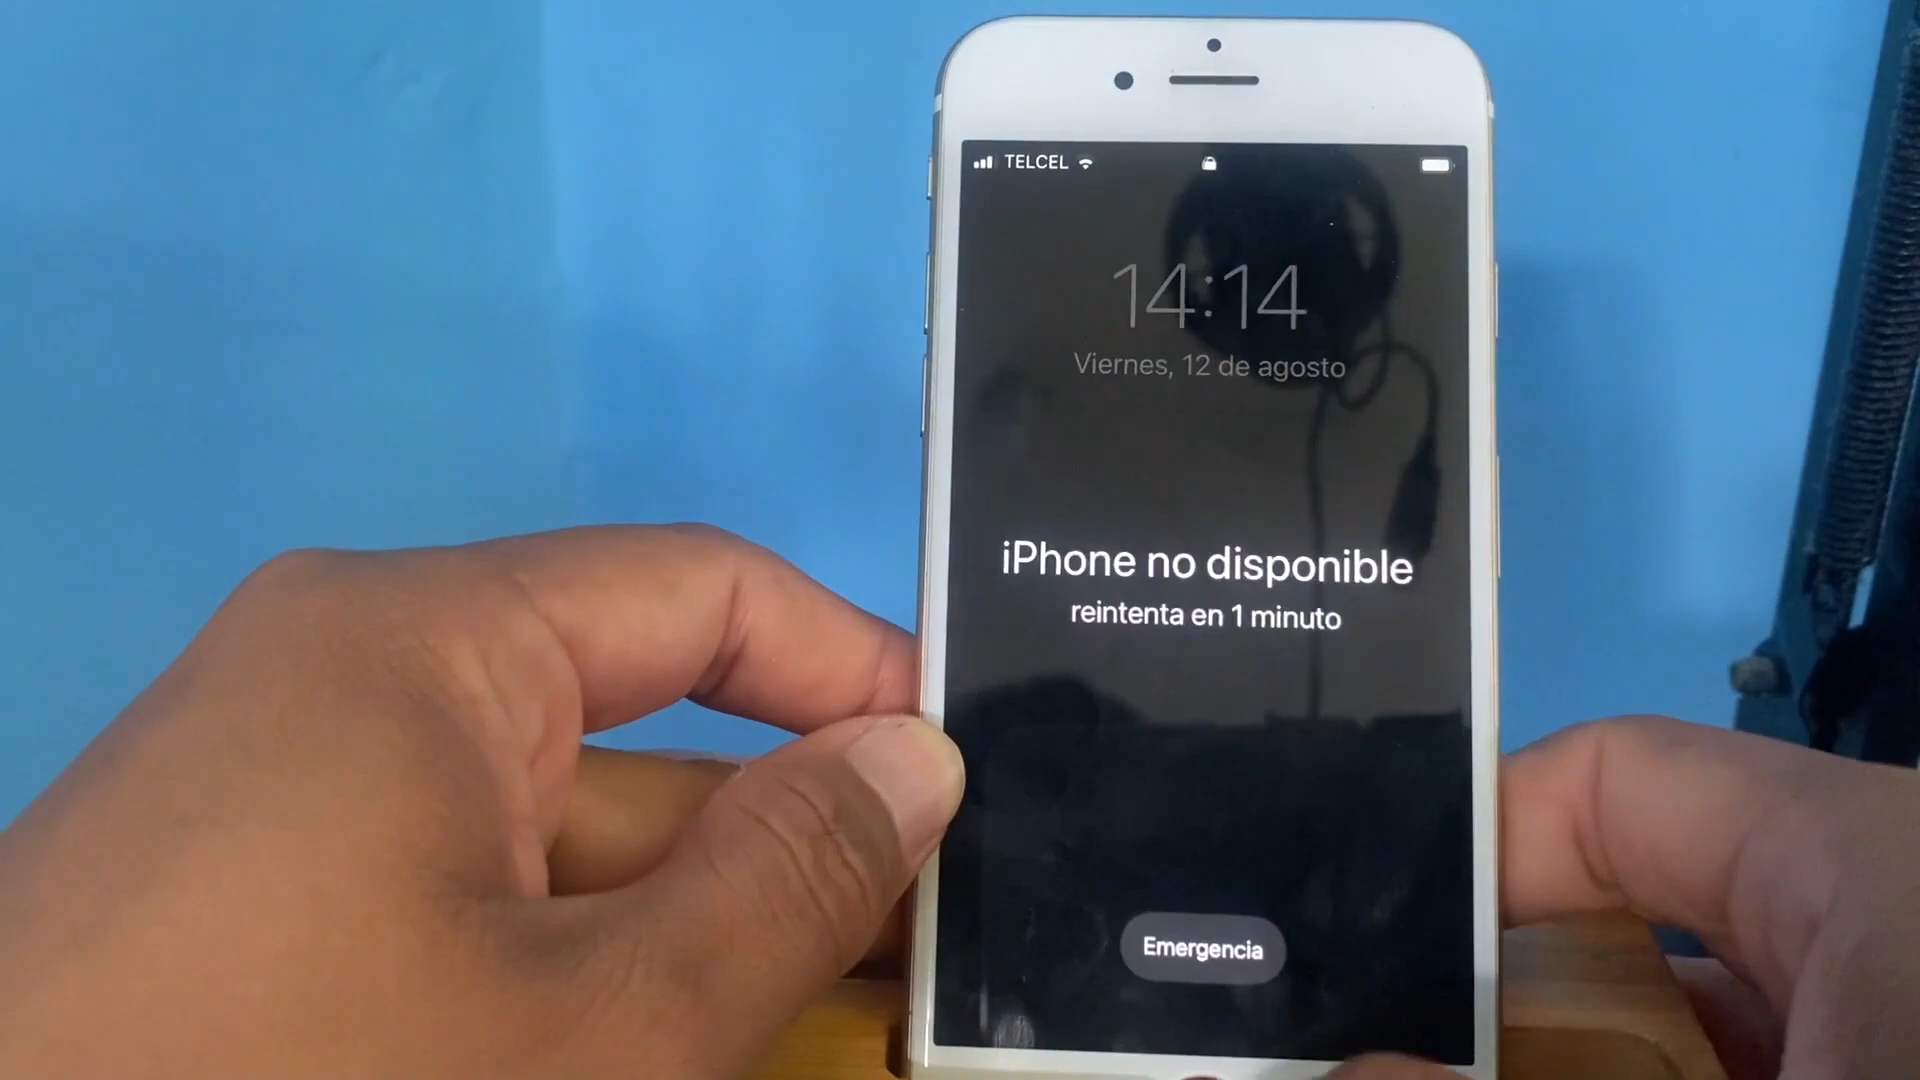 TELCEL
14:14
Viernes, 12 de agosto
iPhone no disponible
reintenta en 1 minuto
Emergencia